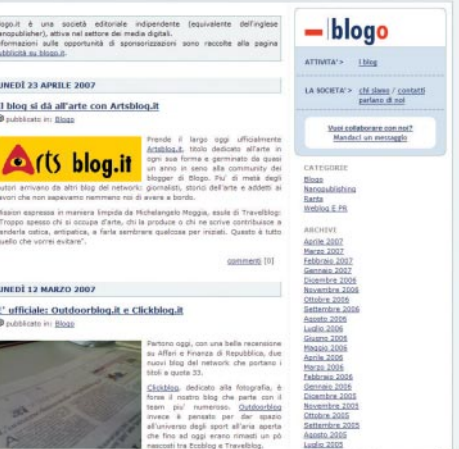 ogo.it è una società editoriale indipendente (equivalente dell'inglese
anopublisher), attiva nel settore dei media digitali.
formazioni sulle opportunità di sponsorizzazioni sono raccolte alla pagina
ubblicità su blogo.it.
UNEDÌ 23 APRILE 2007
Il blog si dà all'arte con Artsblog.it
pubblicato in: Blogo
Arts blog.it
Prende il largo oggi ufficialmente
Artsblog.it, titolo dedicato all'arte in
ogni sua forma e germinato da quasi
un anno in seno alla community dei
blogger di Blogo. Piu' di metà degli
utori arrivano da altri blog del network: giornalisti, storici dell'arte e addetti ai
avori che non sapevamo nemmeno noi di avere a bordo.
Mission espressa in maniera limpida da Michelangelo Moggia, esule di Travelblog:
Troppo spesso chi si occupa d'arte, chi la produce o chi ne scrive contribuisce a
enderla ostica, antipatica, a farla sembrare qualcosa per iniziati. Questo è tutto
uello che vorrei evitare".
commenti [0]
UNEDÌ 12 MARZO 2007
E' ufficiale: Outdoorblog.it e Clickblog.it
pubblicato in: Blogo
Partono oggi, con una bella recensione
su Affari e Finanza di Repubblica, due
nuovi blog del network che portano i
titoli a quota 33.
Clickblog, dedicato alla fotografia, è
forse il nostro blog che parte con il
team piu' numeroso. Outdoorblog
invece è pensato per dar spazio
all'universo degli sport all'aria aperta
che fino ad oggi erano rimasti un pò
nascosti tra Ecoblog e Travelblog.
blogo
ATTIVITA' > I blog
LA SOCIETA' > chi siamo / contatti
parlano di noi
Vuoi collaborare con noi?
Mandaci un messaggio
CATEGORIE
Blogo
Nanopublishing
Rants
Weblog E PR
ARCHIVE
Aprile 2007
Marzo 2007
Febbraio 2007
Gennaio 2007
Dicembre 2006
Novembre 2006
Ottobre 2006
Settembre 2006
Agosto 2006
Luglio 2006
Giugno 2006
Maggio 2006
Aprile 2006
Marzo 2006
Febbraio 2006
Gennaio 2006
Dicembre 2005
Novembre 2005
Ottobre 2005
Settembre 2005
Agosto 2005
Luglio 2005